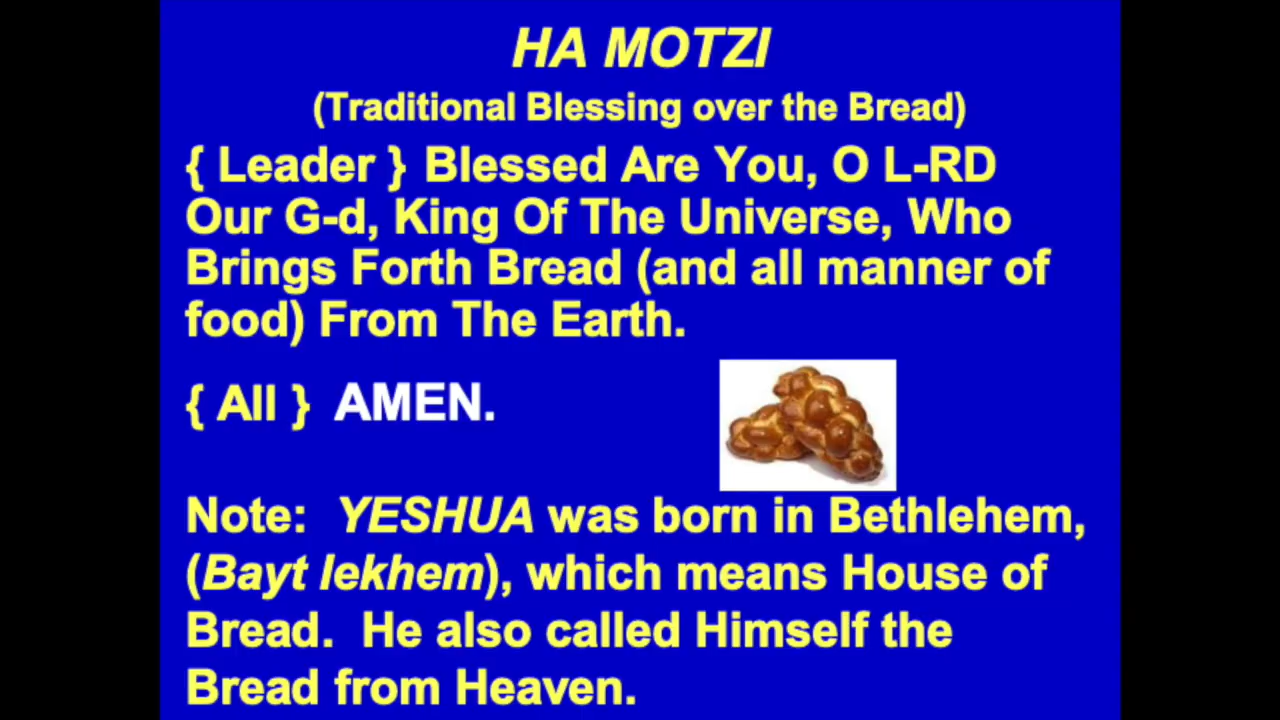 HA MOTZI
(Traditional Blessing over the Bread)
{ Leader } Blessed Are You, O L-RD
Our G-d, King Of The Universe, Who
Brings Forth Bread (and all manner of
food) From The Earth.
{ All } AMEN.
Note: YESHUA was born in Bethlehem,
(Bayt lekhem), which means House of
Bread. He also called Himself the
Bread from Heaven.